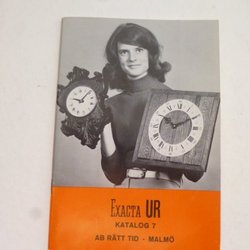 EXACTA UR
KATALOG 7
AB RÄTT TID - MALMÖ